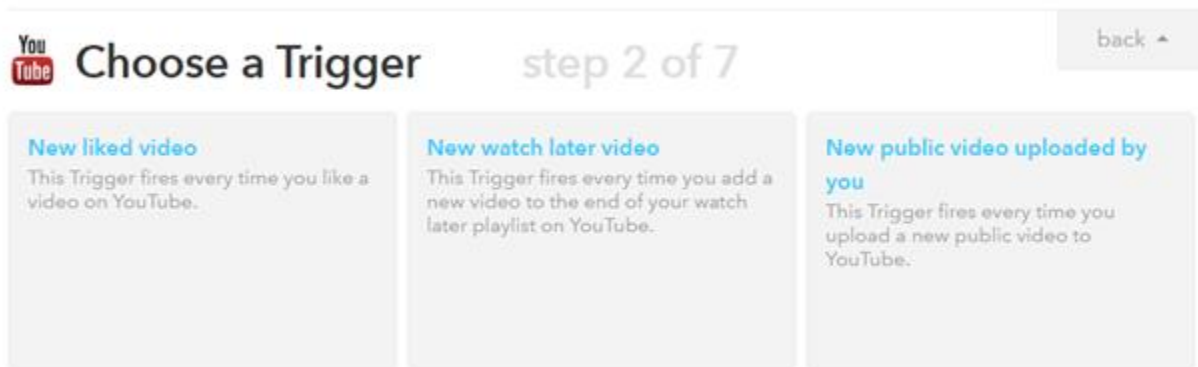 You
Tube
Choose a Trigger
step 2 of 7
back
New liked video
This Trigger fires every time you like a
video on YouTube.
New watch later video
This Trigger fires every time you add a
new video to the end of your watch
later playlist on YouTube.
New public video uploaded by
you
This Trigger fires every time you
upload a new public video to
YouTube.